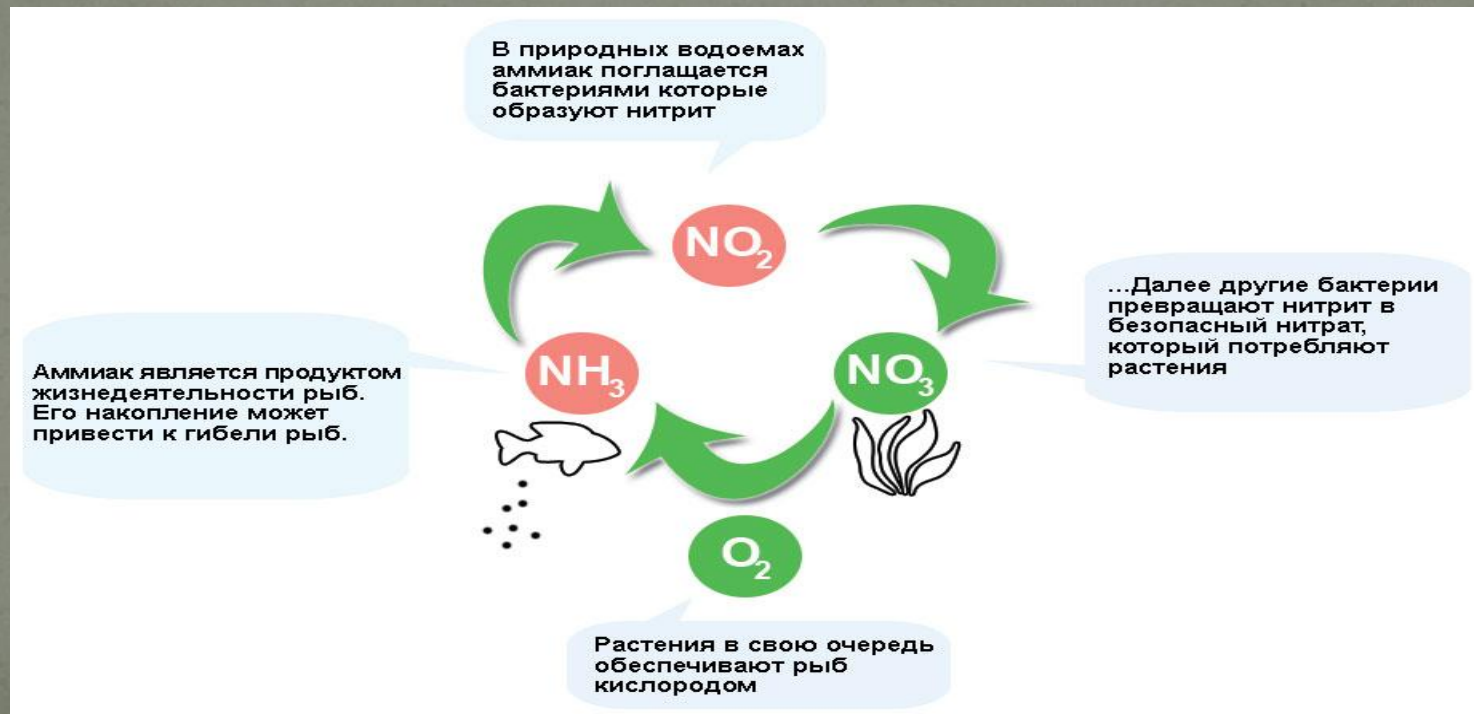 В природных водоемах
аммиак поглащается
бактериями которые
образуют нитрит
NO₂
...Далее другие бактерии
превращают нитрит в
безопасный нитрат,
который потребляют
растения
Аммиак является продуктом
жизнедеятельности рыб.
Его накопление может
привести к гибели рыб.
NH₃
NO₃
O₂
Растения в свою очередь
обеспечивают рыб
кислородом